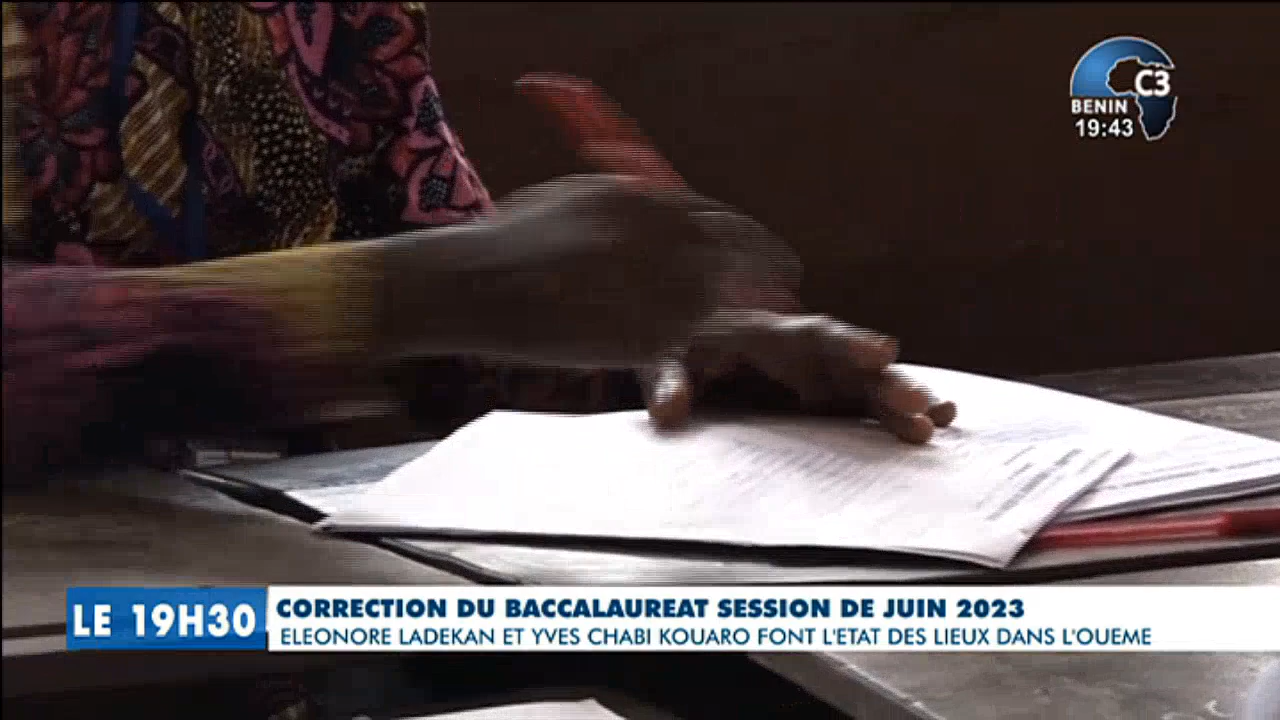 C3
BENIN
19:43
LE 19H30
CORRECTION DU BACCALAUREAT SESSION DE JUIN 2023
ELEONORE LADEKAN ET YVES CHABI KOUARO FONT L'ETAT DES LIEUX DANS L'OUEME